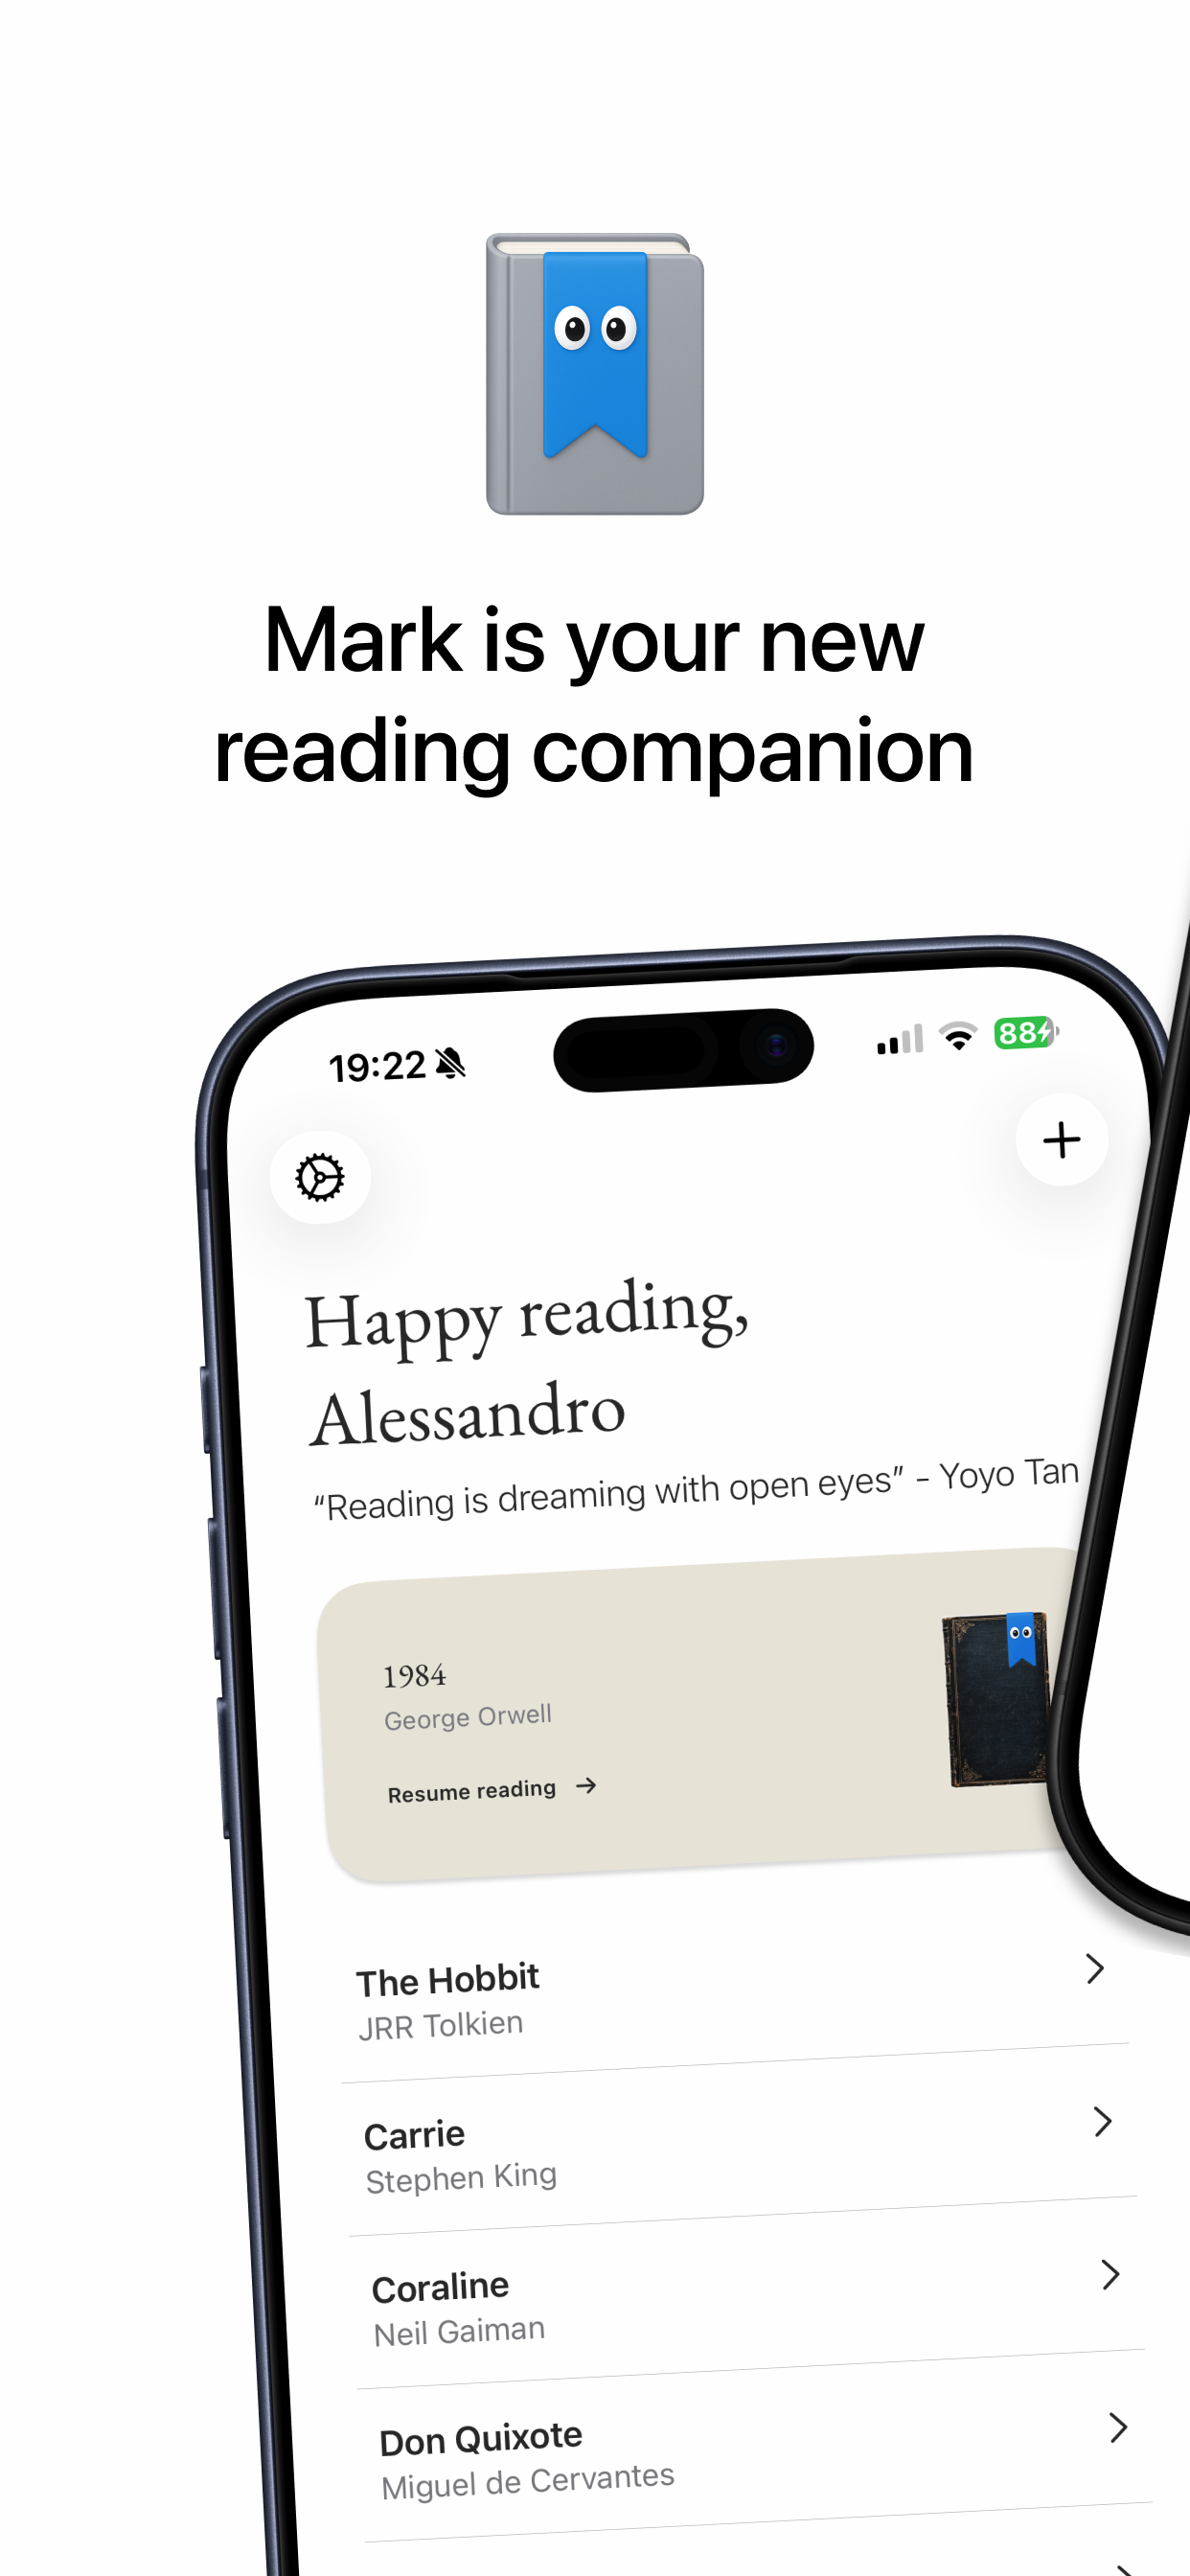 Mark is your new
reading companion
19:22
88
Happy reading,
Alessandro
“Reading is dreaming with open eyes” - Yoyo Tan
1984
George Orwell
Resume reading →
The Hobbit
JRR Tolkien
Carrie
Stephen King
Coraline
Neil Gaiman
Don Quixote
Miguel de Cervantes